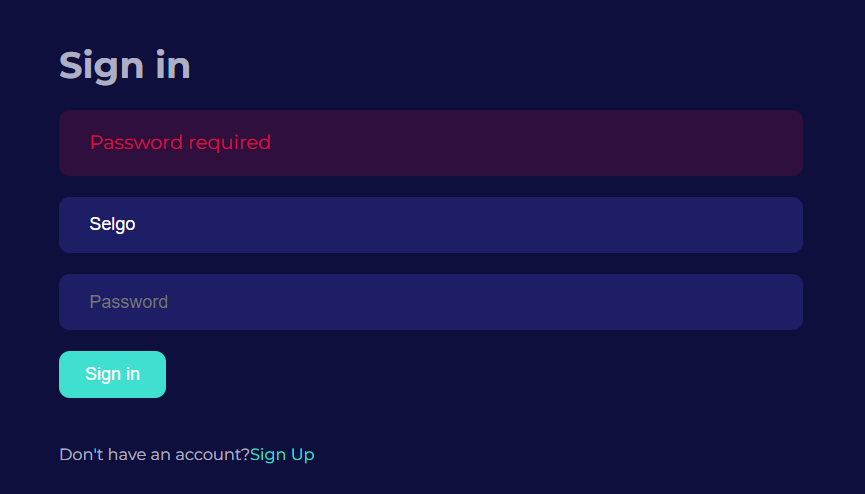 Sign in
Password required
Selgo
Password
Sign in
Don't have an account?Sign Up